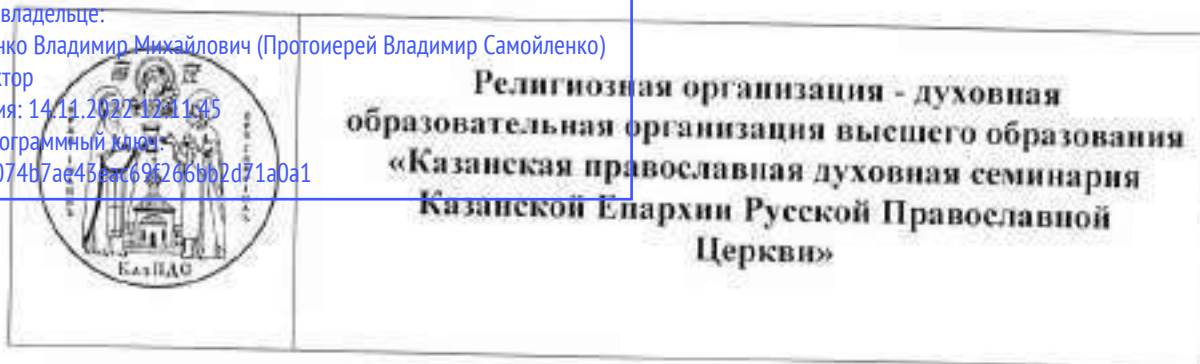 владельце:
нко Владимир Михайлович (Протоиерей Владимир Самойленко)
ктор
ия: 14.11.2022 12:11:45
ограммный ключ:
074b7ae43eac69f266bb2d71a0a1
КазПДС
Религиозная организация - духовная
образовательная организация высшего образования
«Казанская православная духовная семинария
Казанской Епархии Русской Православной
Церкви»